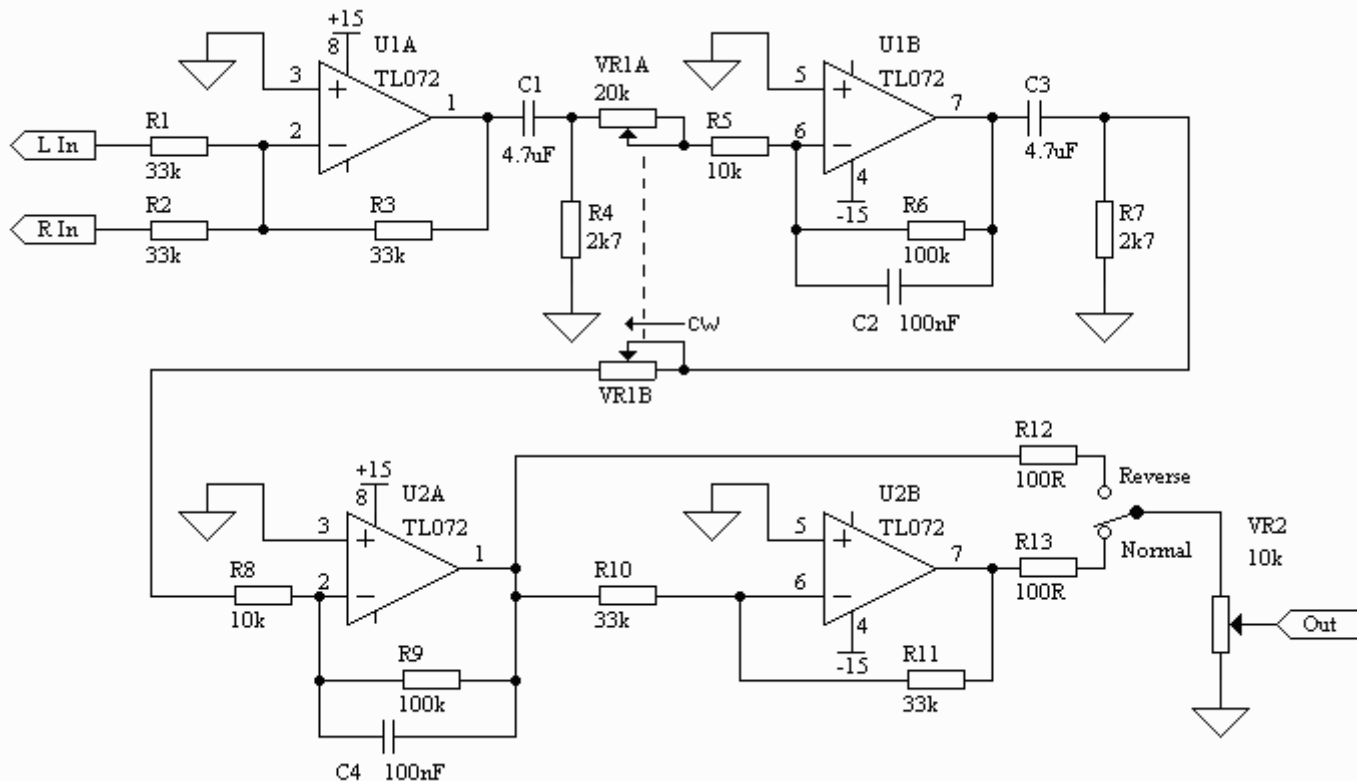 +15
8
U1A
TL072
3
+
2
−
1
L In
R1
33k
R In
R2
33k
R3
33k
C1
4.7uF
R4
2k7
VR1A
20k
R5
10k
U1B
TL072
5
+
6
−
7
4
-15
R6
100k
C2 100nF
C3
4.7uF
R7
2k7
CW
VR1B
+15
8
U2A
TL072
3
+
2
−
1
R8
10k
R9
100k
C4 100nF
R10
33k
U2B
TL072
5
+
6
−
7
4
-15
R11
33k
R12
100R
R13
100R
Reverse
Normal
VR2
10k
Out